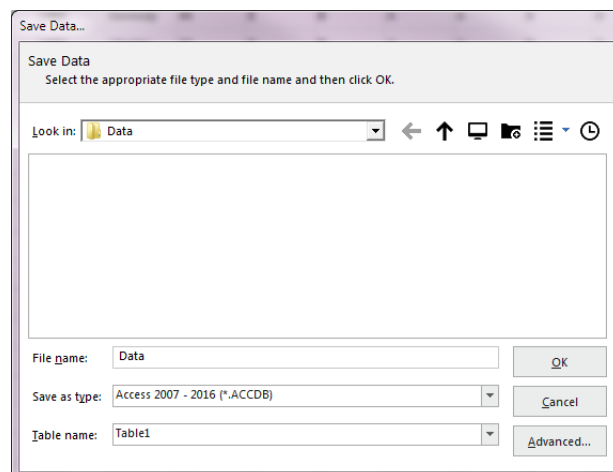 Save Data...
Save Data
Select the appropriate file type and file name and then click OK.
Look in: Data
File name: Data OK
Save as type: Access 2007 - 2016 (*.ACCDB) Cancel
Table name: Table1 Advanced...